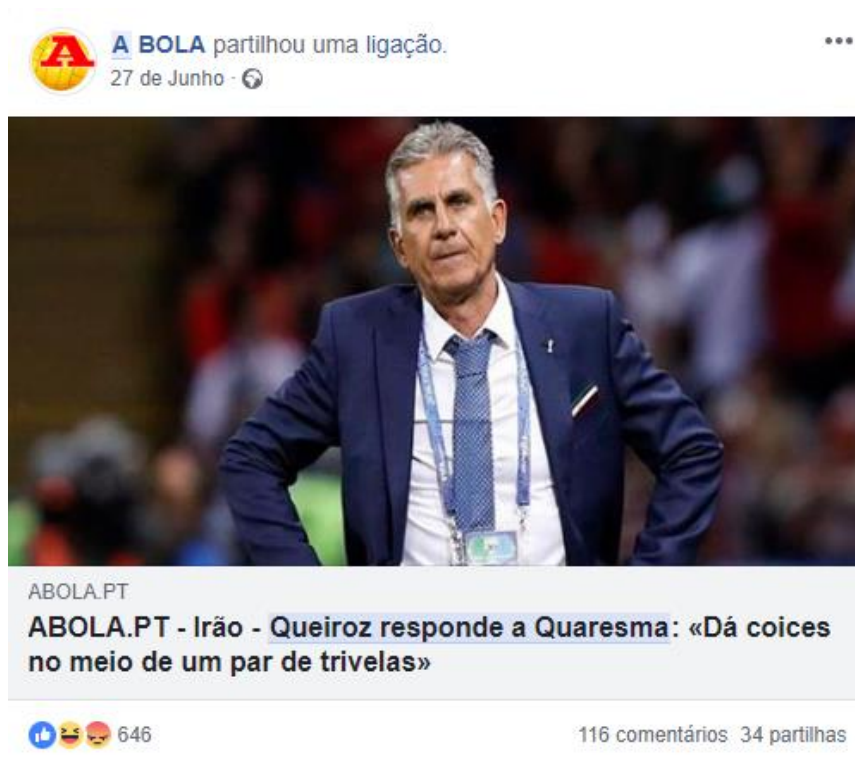 A BOLA partilhou uma ligação.
27 de Junho ·
ABOLA.PT
ABOLA.PT - Irão - Queiroz responde a Quaresma: «Dá coices
no meio de um par de trivelas»
646
116 comentários 34 partilhas